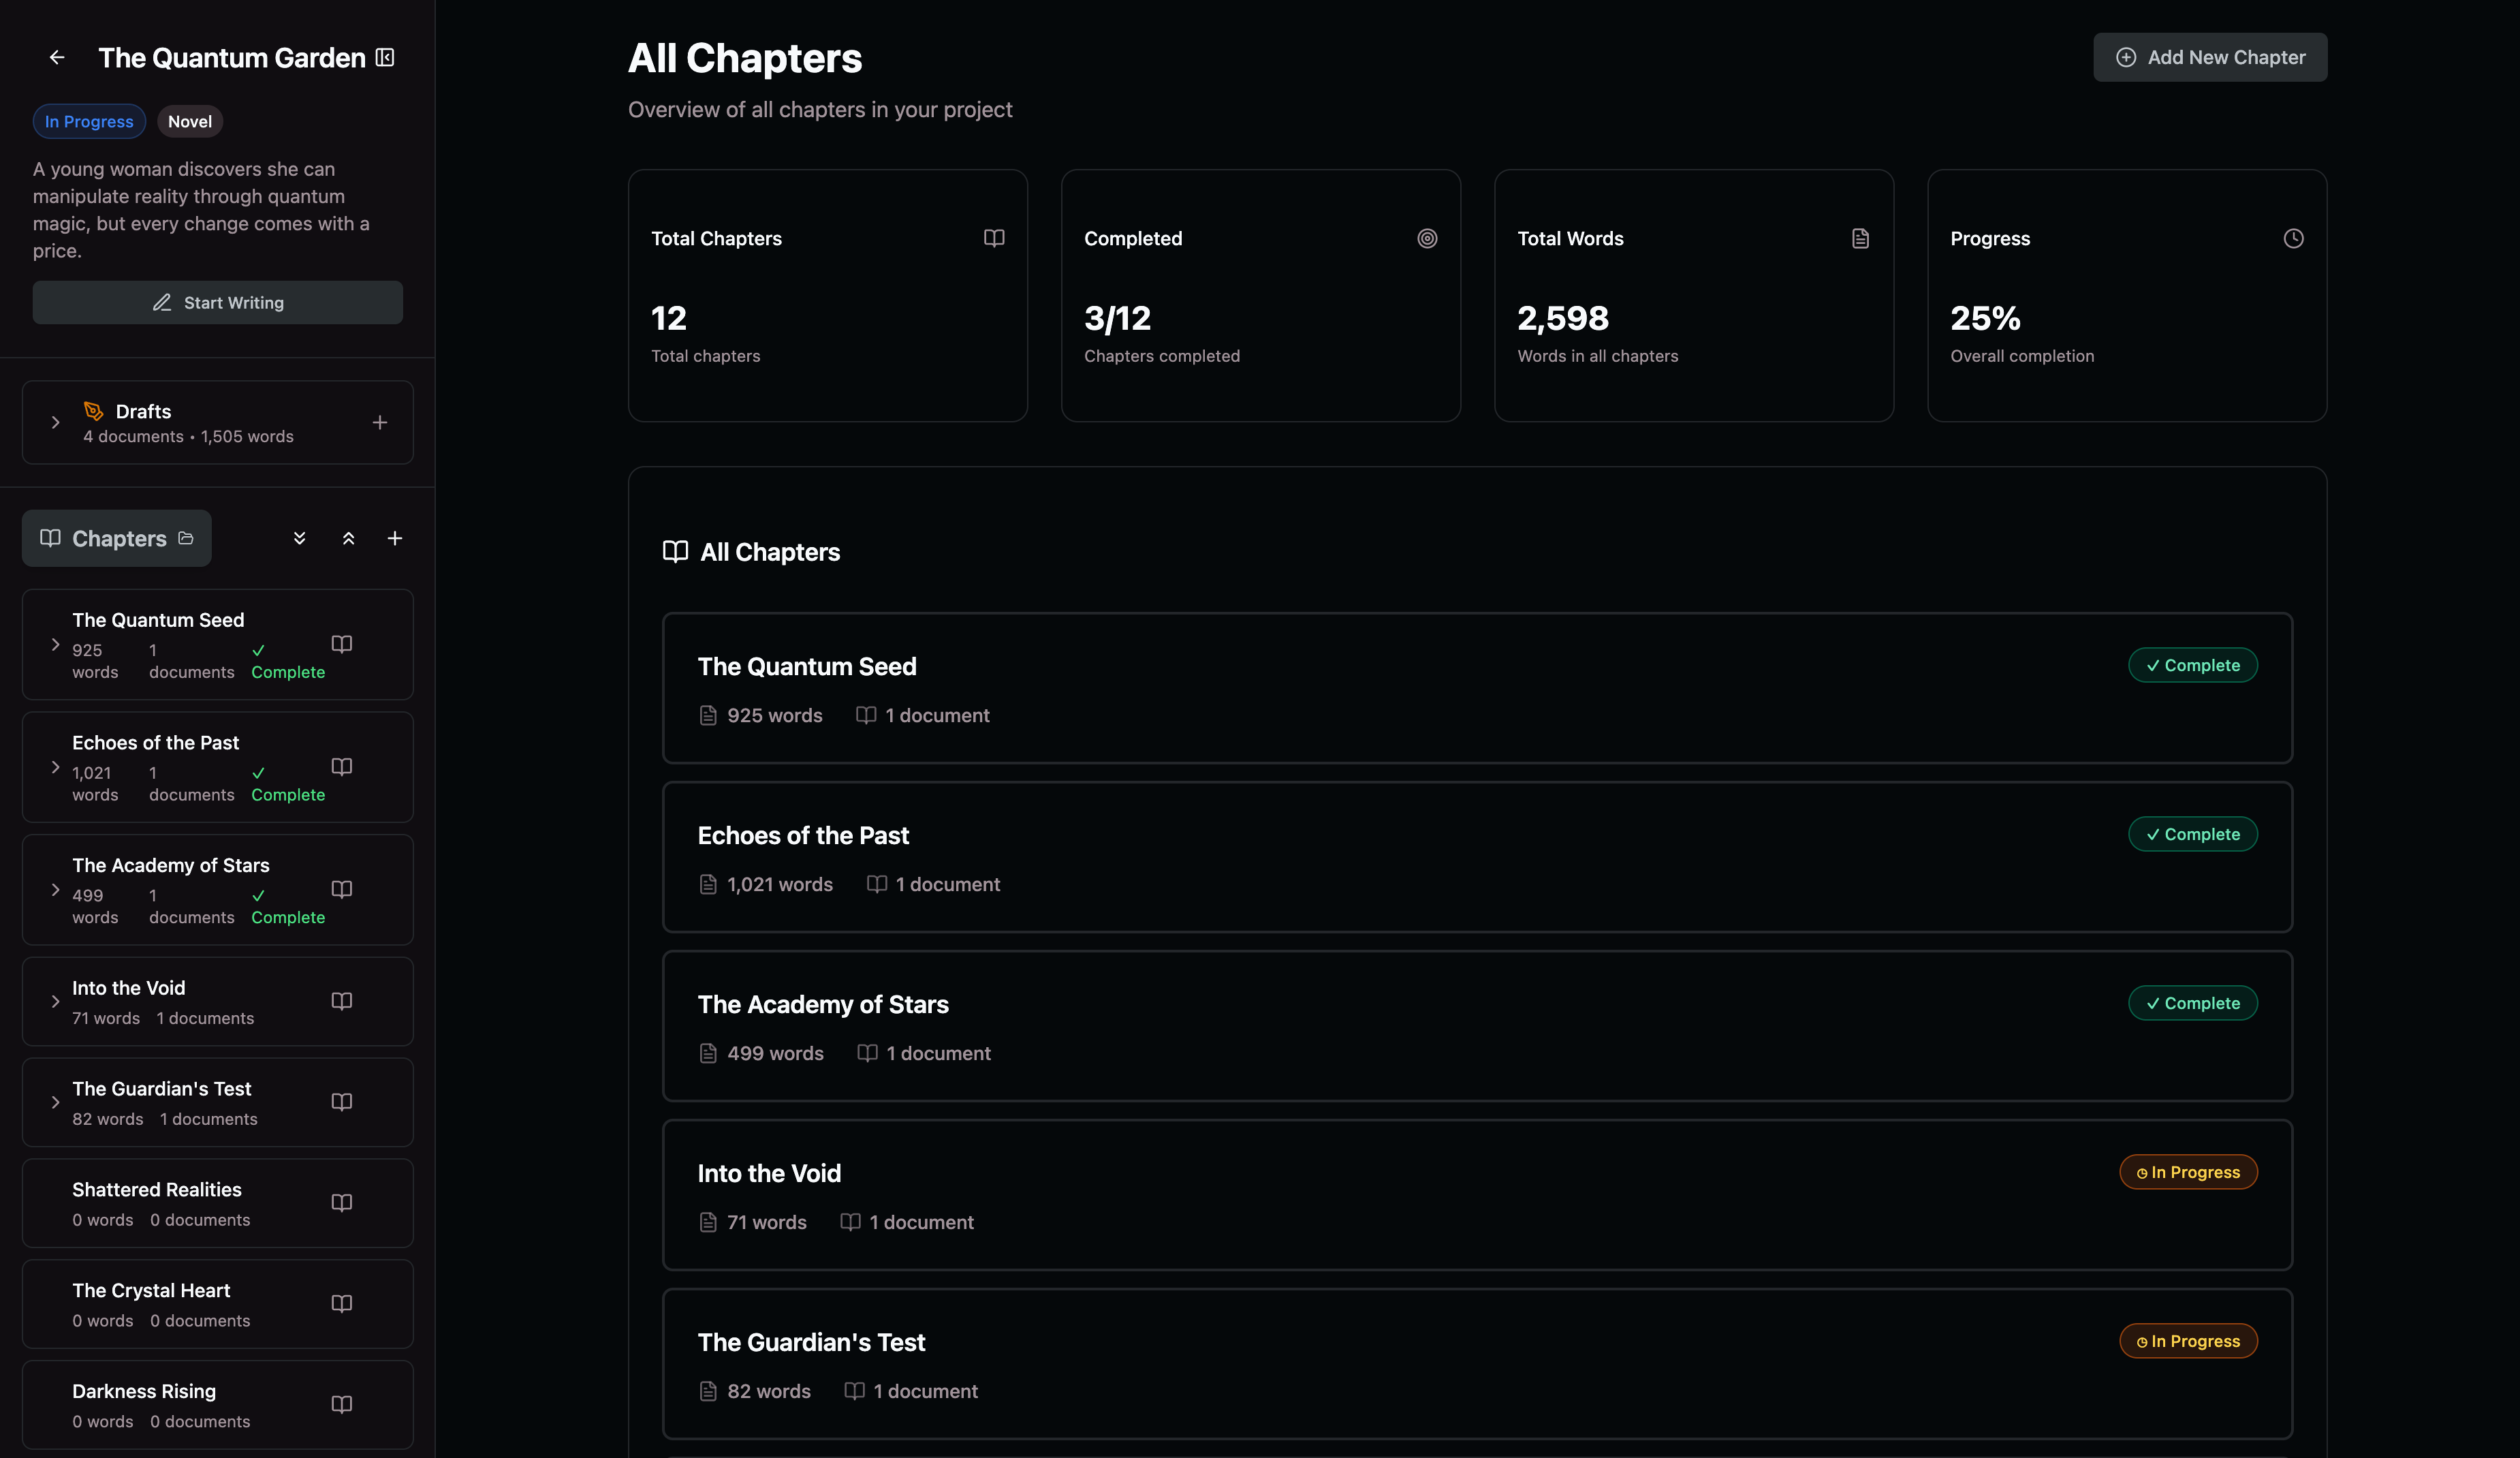 The Quantum Garden
In Progress
Novel
A young woman discovers she can
manipulate reality through quantum
magic, but every change comes with a
price.
Start Writing
Drafts
4 documents • 1,505 words
Chapters
The Quantum Seed
925 words 1 documents ✓ Complete
Echoes of the Past
1,021 words 1 documents ✓ Complete
The Academy of Stars
499 words 1 documents ✓ Complete
Into the Void
71 words 1 documents
The Guardian's Test
82 words 1 documents
Shattered Realities
0 words 0 documents
The Crystal Heart
0 words 0 documents
Darkness Rising
0 words 0 documents
All Chapters
Add New Chapter
Overview of all chapters in your project
Total Chapters
12
Total chapters
Completed
3/12
Chapters completed
Total Words
2,598
Words in all chapters
Progress
25%
Overall completion
All Chapters
The Quantum Seed
✓ Complete
925 words 1 document
Echoes of the Past
✓ Complete
1,021 words 1 document
The Academy of Stars
✓ Complete
499 words 1 document
Into the Void
In Progress
71 words 1 document
The Guardian's Test
In Progress
82 words 1 document